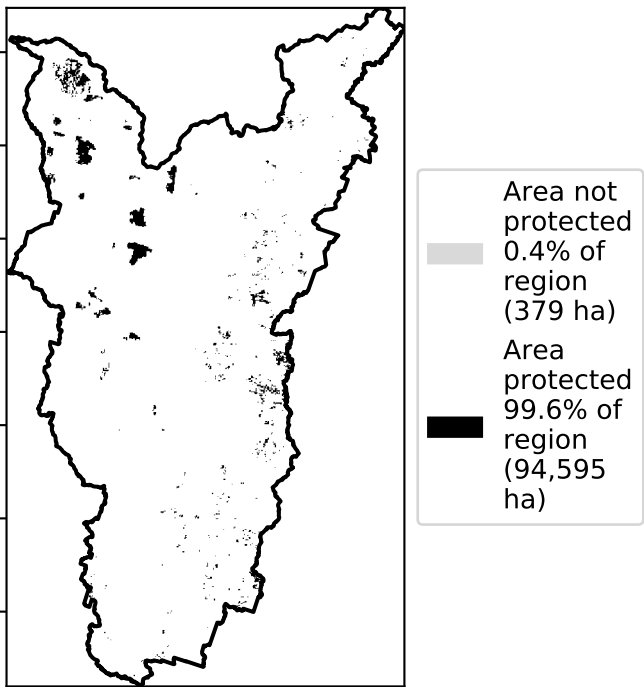 Area not
protected
0.4% of
region
(379 ha)
Area
protected
99.6% of
region
(94,595
ha)